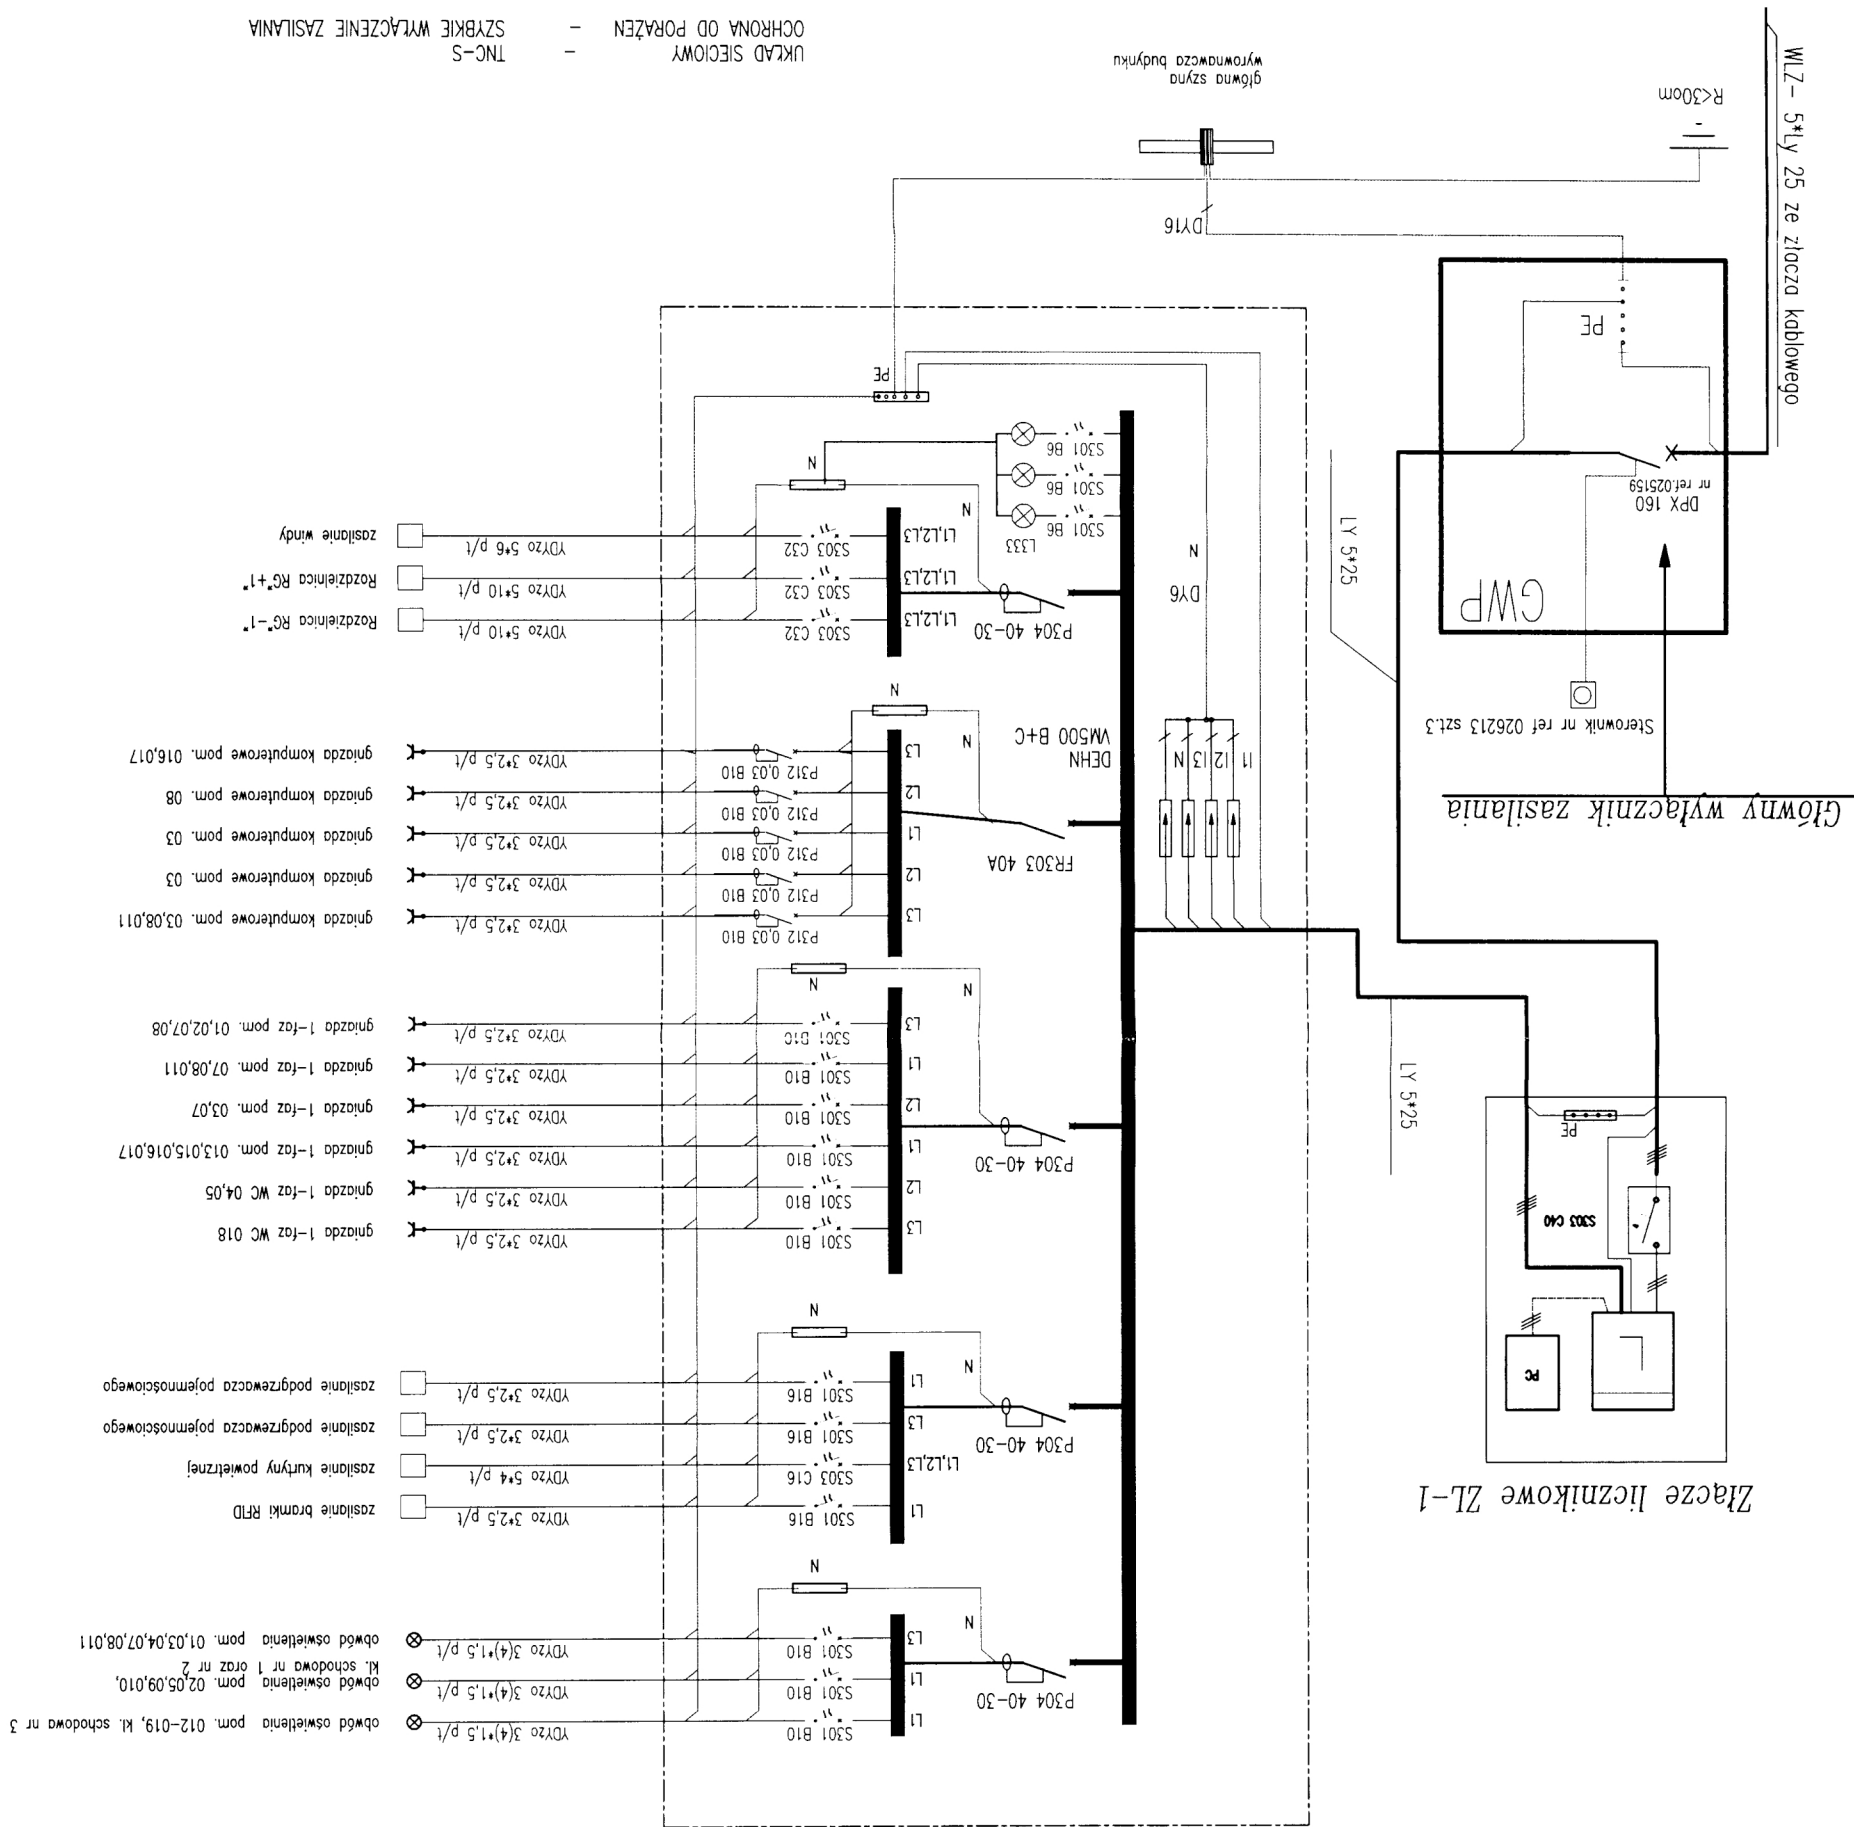 obwód oświetlenia pom. 012-019, kl. schodowa nr 3
YDYżo 3(4)*1,5 p/t
S301 B10
L1
obwód oświetlenia pom. 02,05,09,010,
kl. schodowa nr 1 oraz nr 2
YDYżo 3(4)*1,5 p/t
S301 B10
L1
obwód oświetlenia pom. 01,03,04,07,08,011
YDYżo 3(4)*1,5 p/t
S301 B10
L3
P304 40-30
N
N
zasilanie bramki RFID
YDYżo 3*2,5 p/t
S301 B16
L1
zasilanie kurtyny powietrznej
YDYżo 5*4 p/t
S303 C16
L1,L2,L3
zasilanie podgrzewacza pojemnościowego
YDYżo 3*2,5 p/t
S301 B16
L3
zasilanie podgrzewacza pojemnościowego
YDYżo 3*2,5 p/t
S301 B16
L1
P304 40-30
N
N
gniazda 1-faz WC 018
YDYżo 3*2,5 p/t
S301 B10
L3
gniazda 1-faz WC 04,05
YDYżo 3*2,5 p/t
S301 B10
L2
gniazda 1-faz pom. 013,015,016,017
YDYżo 3*2,5 p/t
S301 B10
L1
gniazda 1-faz pom. 03,07
YDYżo 3*2,5 p/t
S301 B10
L2
gniazda 1-faz pom. 07,08,011
YDYżo 3*2,5 p/t
S301 B10
L1
gniazda 1-faz pom. 01,02,07,08
YDYżo 3*2,5 p/t
S301 B10
L3
P304 40-30
N
N
gniazda komputerowe pom. 03,08,011
YDYżo 3*2,5 p/t
P312 0,03 B10
L3
gniazda komputerowe pom. 03
YDYżo 3*2,5 p/t
P312 0,03 B10
L2
gniazda komputerowe pom. 03
YDYżo 3*2,5 p/t
P312 0,03 B10
L1
gniazda komputerowe pom. 08
YDYżo 3*2,5 p/t
P312 0,03 B10
L2
gniazda komputerowe pom. 016,017
YDYżo 3*2,5 p/t
P312 0,03 B10
L3
FR303 40A
N
N
Rozdzielnica RG"-1"
YDYżo 5*10 p/t
S303 C32
L1,L2,L3
Rozdzielnica RG"+1"
YDYżo 5*10 p/t
S303 C32
L1,L2,L3
zasilanie windy
YDYżo 5*6 p/t
S303 C32
L1,L2,L3
P304 40-30
N
N
L333
S301 B6
S301 B6
S301 B6
PE
DEHN
VM500 B+C
l1
l2
l3
N
DY6
N
Złącze licznikowe ZL-1
PC
S303 C40
PE
LY 5*25
LY 5*25
Główny wyłącznik zasilania
Sterownik nr ref 026213 szt.3
GWP
DPX 160
nr ref.025159
PE
WLZ- 5*Ly 25 ze złącza kablowego
DY16
R<30om
główna szyna
wyrownawcza budynku
UKŁAD SIECIOWY - TNC-S
OCHRONA OD PORAŻEŃ - SZYBKIE WYŁĄCZENIE ZASILANIA